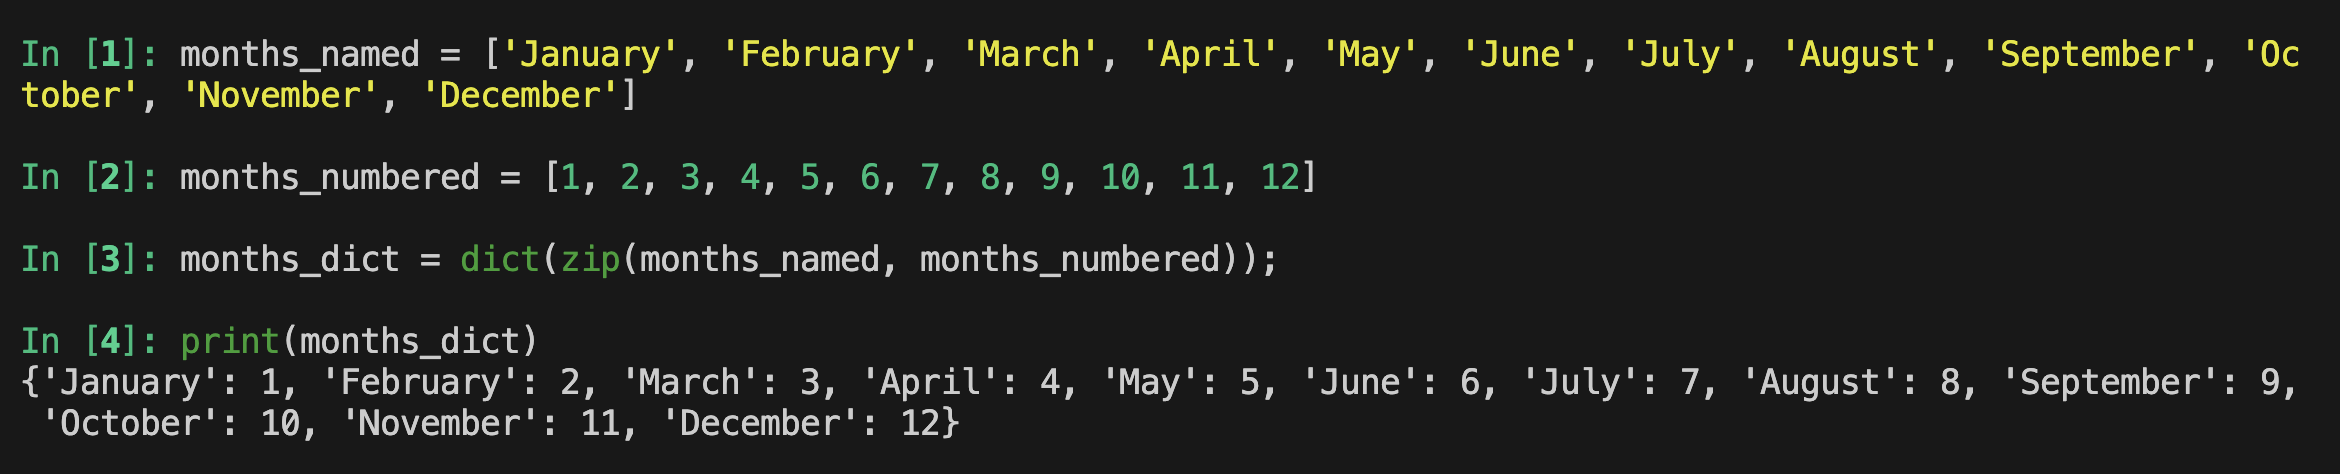 In [1]: months_named = ['January', 'February', 'March', 'April', 'May', 'June', 'July', 'August', 'September', 'Oc
tober', 'November', 'December']
In [2]: months_numbered = [1, 2, 3, 4, 5, 6, 7, 8, 9, 10, 11, 12]
In [3]: months_dict = dict(zip(months_named, months_numbered));
In [4]: print(months_dict)
{'January': 1, 'February': 2, 'March': 3, 'April': 4, 'May': 5, 'June': 6, 'July': 7, 'August': 8, 'September': 9,
 'October': 10, 'November': 11, 'December': 12}